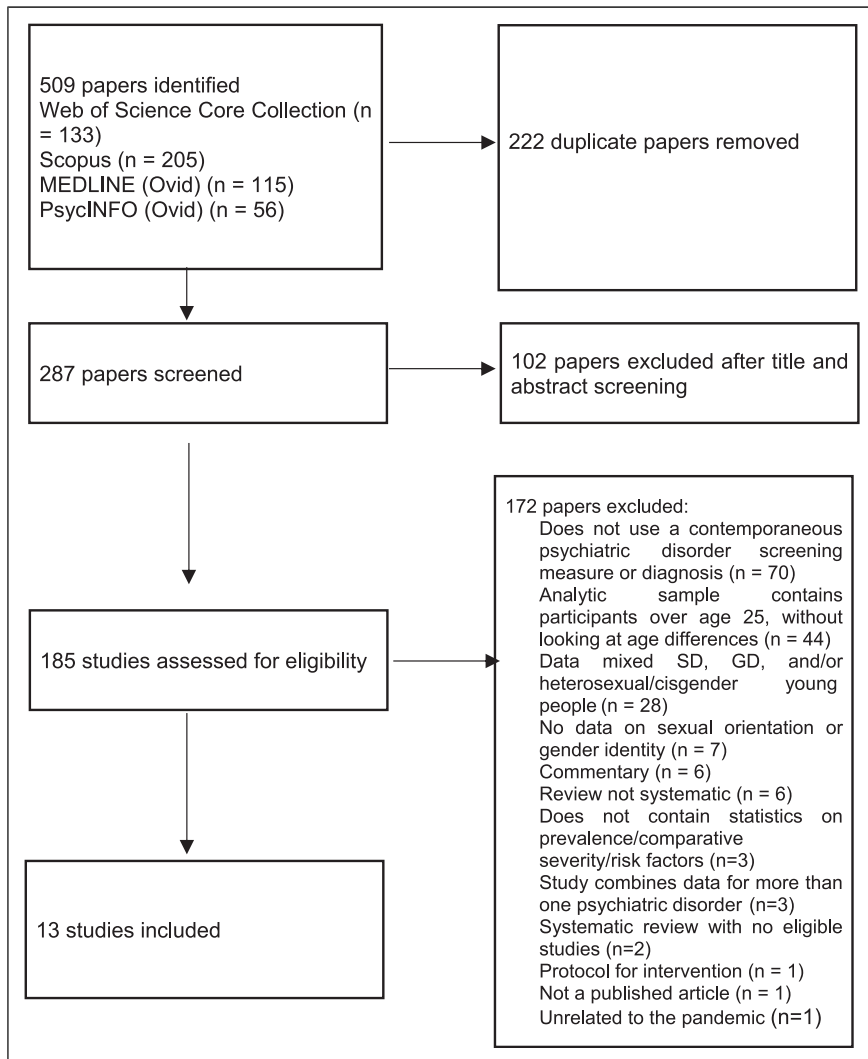 509 papers identified
Web of Science Core Collection (n
= 133)
Scopus (n = 205)
MEDLINE (Ovid) (n = 115)
PsycINFO (Ovid) (n = 56)
222 duplicate papers removed
287 papers screened
102 papers excluded after title and
abstract screening
185 studies assessed for eligibility
172 papers excluded:
Does not use a contemporaneous
psychiatric disorder screening
measure or diagnosis (n = 70)
Analytic sample contains
participants over age 25, without
looking at age differences (n = 44)
Data mixed SD, GD, and/or
heterosexual/cisgender young
people (n = 28)
No data on sexual orientation or
gender identity (n = 7)
Commentary (n = 6)
Review not systematic (n = 6)
Does not contain statistics on
prevalence/comparative
severity/risk factors (n=3)
Study combines data for more than
one psychiatric disorder (n=3)
Systematic review with no eligible
studies (n=2)
Protocol for intervention (n = 1)
Not a published article (n = 1)
Unrelated to the pandemic (n=1)
13 studies included